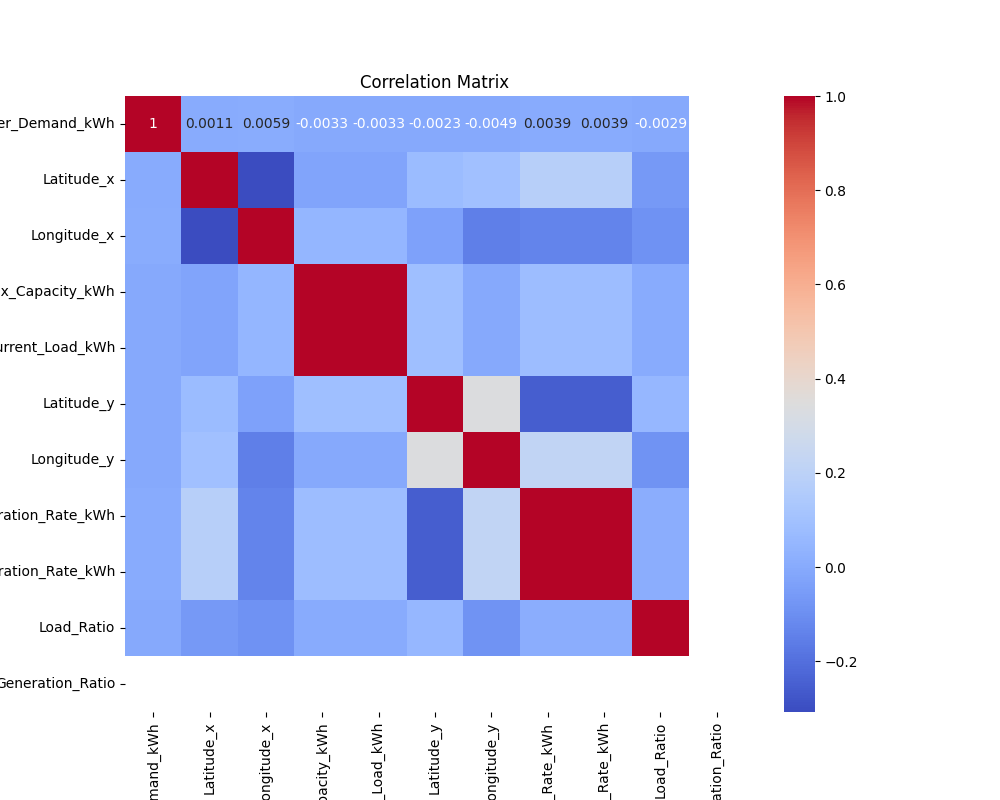 Correlation Matrix
er_Demand_kWh
1 0.0011 0.0059 -0.0033 -0.0033 -0.0023 -0.0049 0.0039 0.0039 -0.0029
Latitude_x
Longitude_x
x_Capacity_kWh
urrent_Load_kWh
Latitude_y
Longitude_y
ration_Rate_kWh
ration_Rate_kWh
Load_Ratio
Generation_Ratio
mand_kWh
Latitude_x
ongitude_x
pacity_kWh
_Load_kWh
Latitude_y
ongitude_y
_Rate_kWh
_Rate_kWh
Load_Ratio
ation_Ratio
1.0
0.8
0.6
0.4
0.2
0.0
−0.2